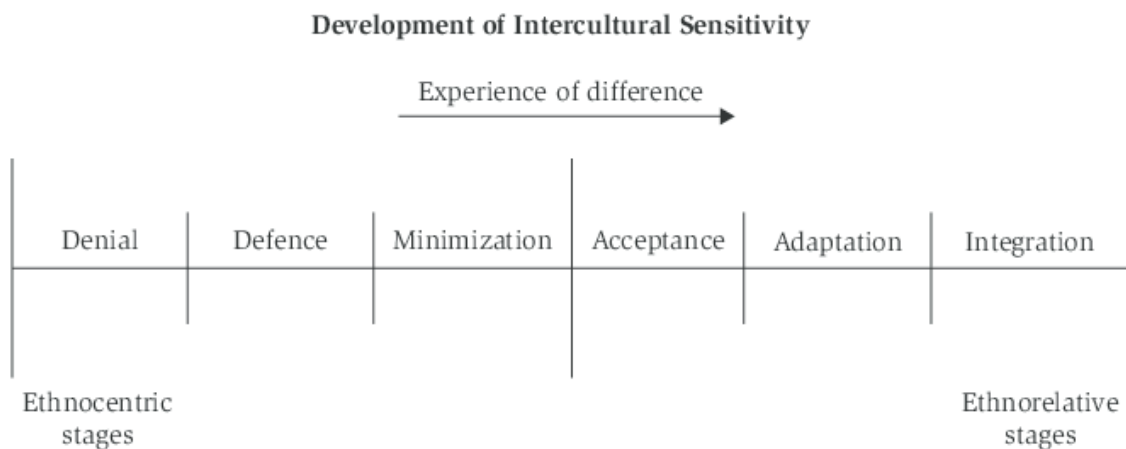 Development of Intercultural Sensitivity
Experience of difference
Denial Defence Minimization Acceptance Adaptation Integration
Ethnocentric
stages
Ethnorelative
stages